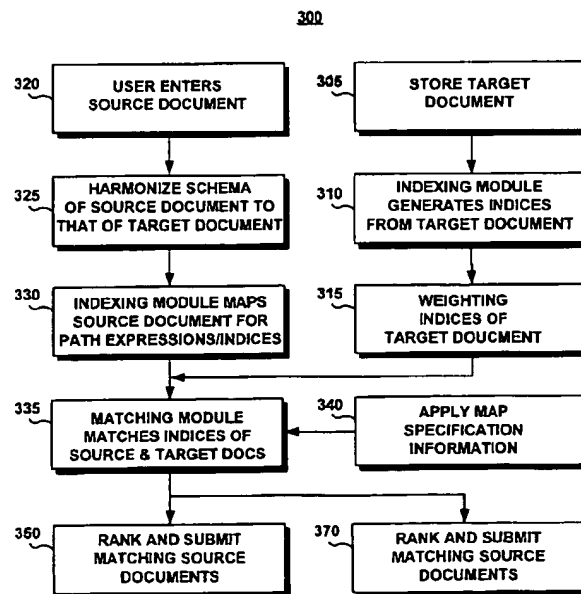 300
320
USER ENTERS
SOURCE DOCUMENT
305
STORE TARGET
DOCUMENT
325
HARMONIZE SCHEMA
OF SOURCE DOCUMENT TO
THAT OF TARGET DOCUMENT
310
INDEXING MODULE
GENERATES INDICES
FROM TARGET DOCUMENT
330
INDEXING MODULE MAPS
SOURCE DOCUMENT FOR
PATH EXPRESSIONS/INDICES
315
WEIGHTING
INDICES OF
TARGET DOUCMENT
335
MATCHING MODULE
MATCHES INDICES OF
SOURCE & TARGET DOCS
340
APPLY MAP
SPECIFICATION
INFORMATION
350
RANK AND SUBMIT
MATCHING SOURCE
DOCUMENTS
370
RANK AND SUBMIT
MATCHING SOURCE
DOCUMENTS